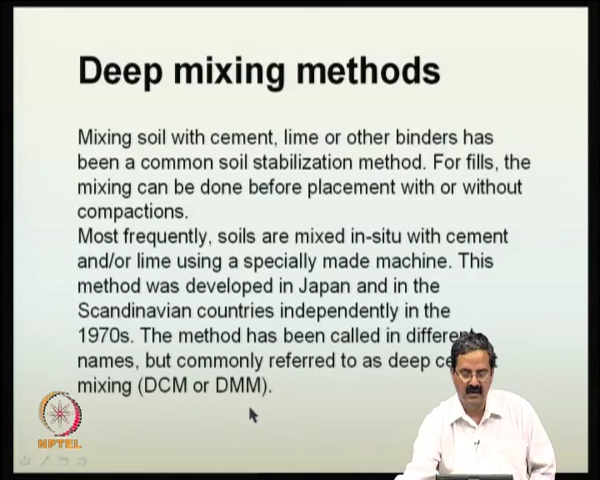 Deep mixing methods
Mixing soil with cement, lime or other binders has
been a common soil stabilization method. For fills, the
mixing can be done before placement with or without
compactions.
Most frequently, soils are mixed in-situ with cement
and/or lime using a specially made machine. This
method was developed in Japan and in the
Scandinavian countries independently in the
1970s. The method has been called in different
names, but commonly referred to as deep
mixing (DCM or DMM).
NPTEL